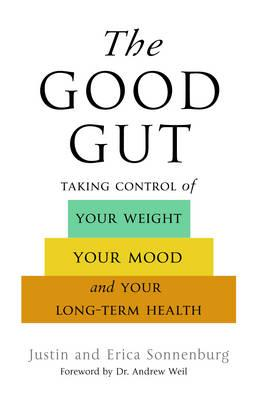 The
GOOD
GUT
TAKING CONTROL of
YOUR WEIGHT
YOUR MOOD
and YOUR
LONG-TERM HEALTH
Justin and Erica Sonnenburg
Foreword by Dr. Andrew Weil